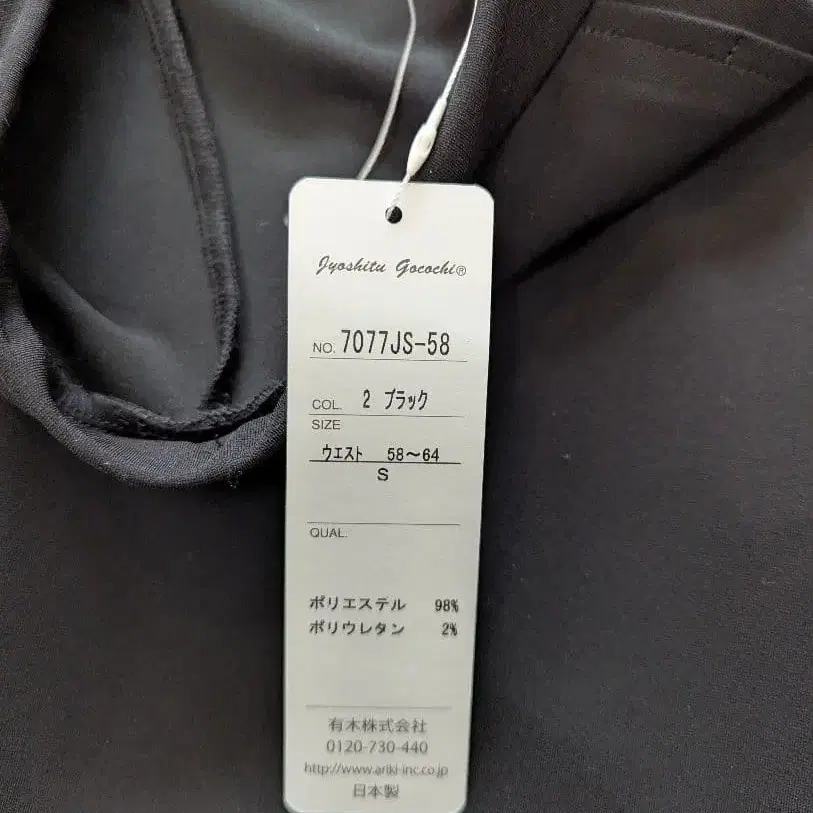 Jyoshitu Gocochi®
NO. 7077JS-58
COL. 2 ブラック
SIZE
ウエスト 58～64
S
QUAL.
ポリエステル 98%
ポリウレタン 2%
有木株式会社
0120-730-440
http://www.ariki-inc.co.jp
日本製